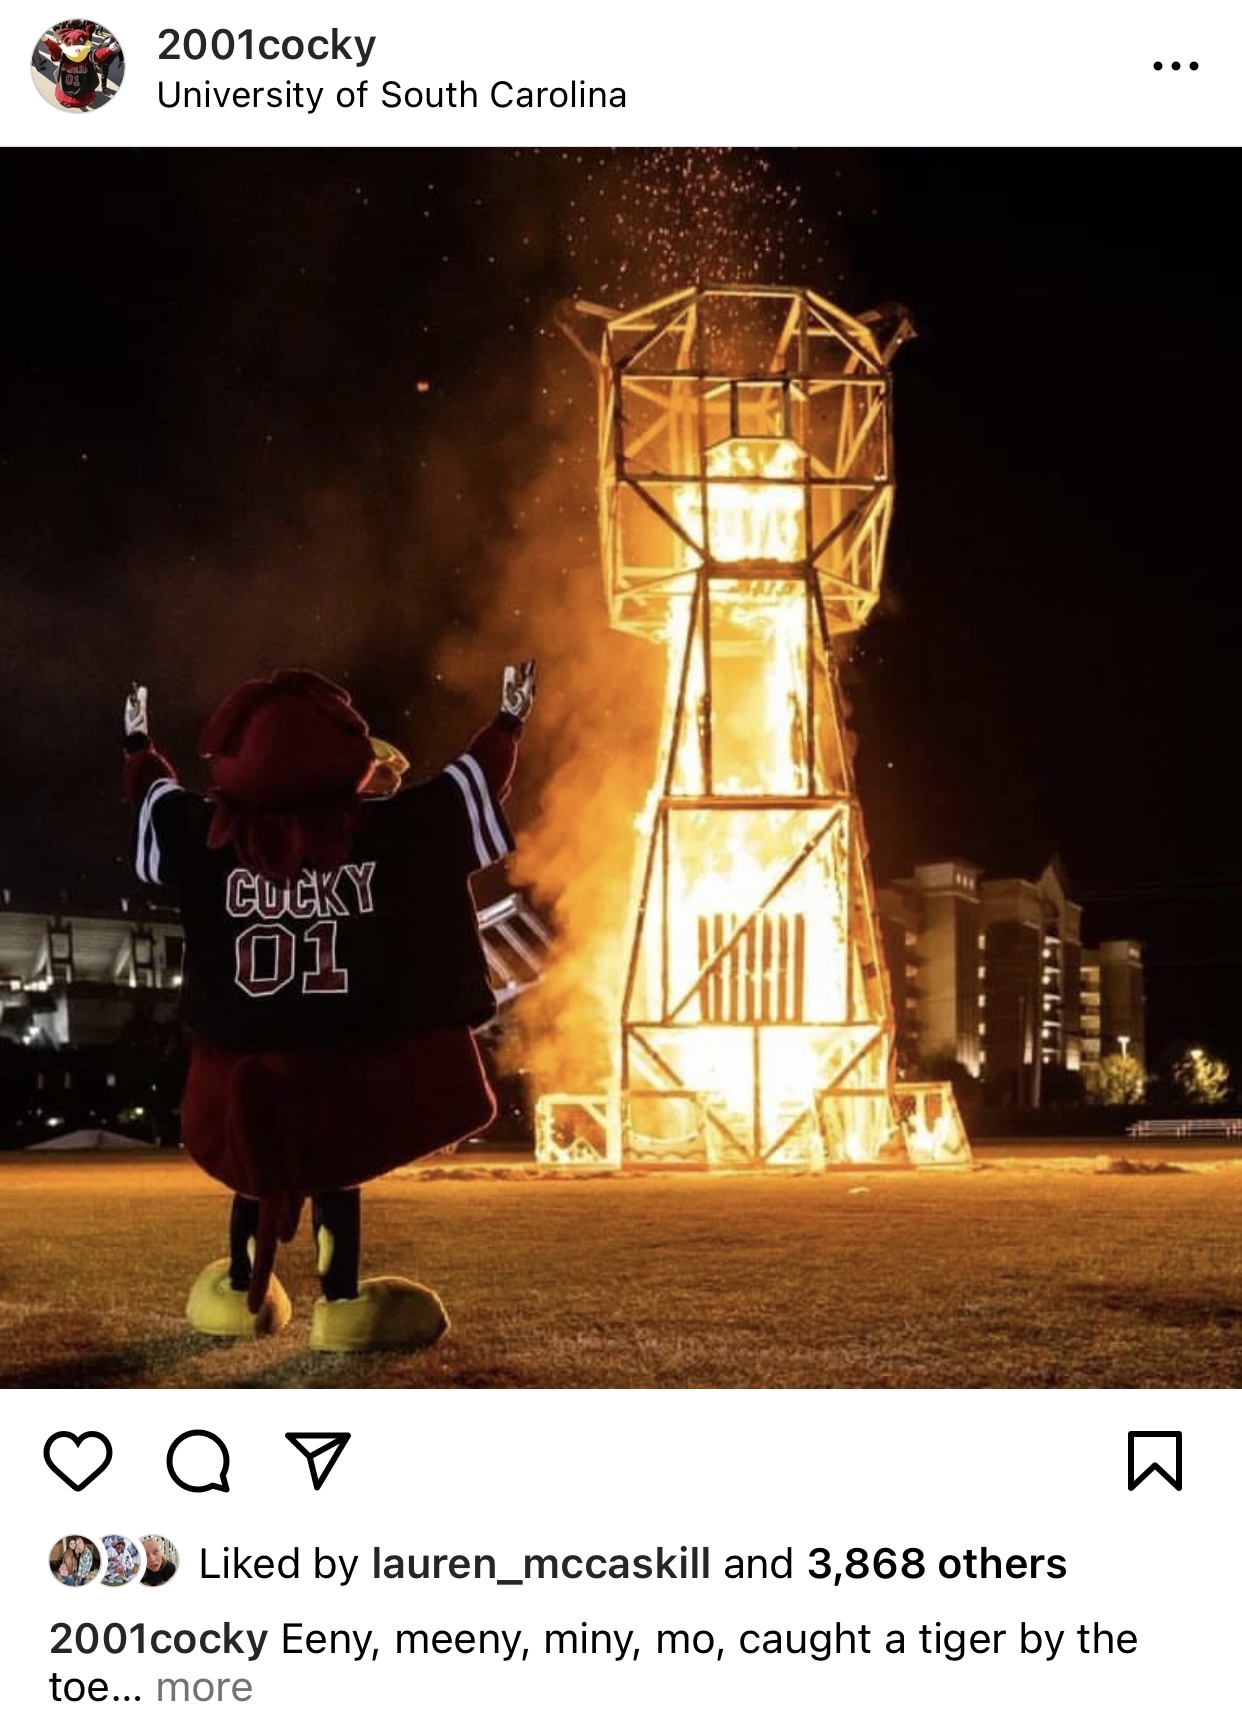 2001cocky
University of South Carolina
COCKY
01
Liked by lauren_mccaskill and 3,868 others
2001cocky Eeny, meeny, miny, mo, caught a tiger by the
toe... more